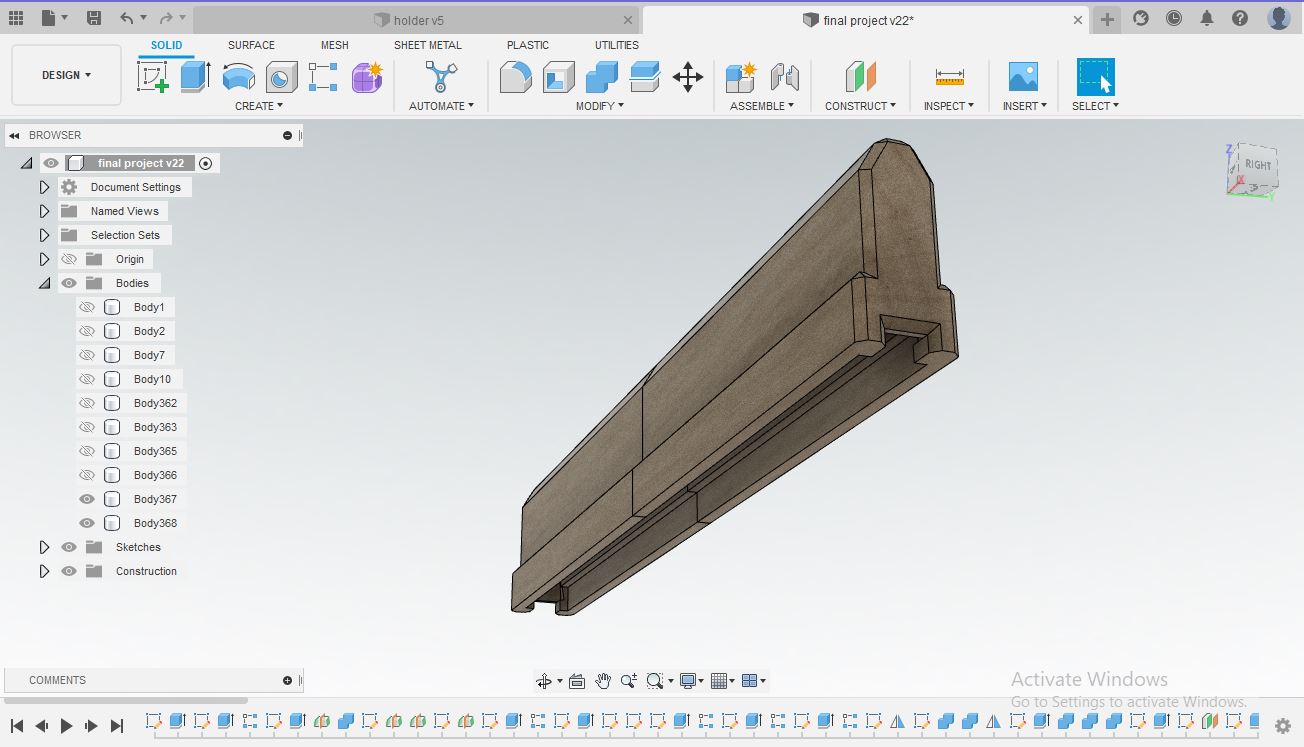 holder v5
final project v22*
DESIGN
SOLID
SURFACE
MESH
SHEET METAL
PLASTIC
UTILITIES
CREATE
AUTOMATE
MODIFY
ASSEMBLE
CONSTRUCT
INSPECT
INSERT
SELECT
BROWSER
final project v22
Document Settings
Named Views
Selection Sets
Origin
Bodies
Body1
Body2
Body7
Body10
Body362
Body363
Body365
Body366
Body367
Body368
Sketches
Construction
Z
RIGHT
X
Y
COMMENTS
Activate Windows
Go to Settings to activate Windows.